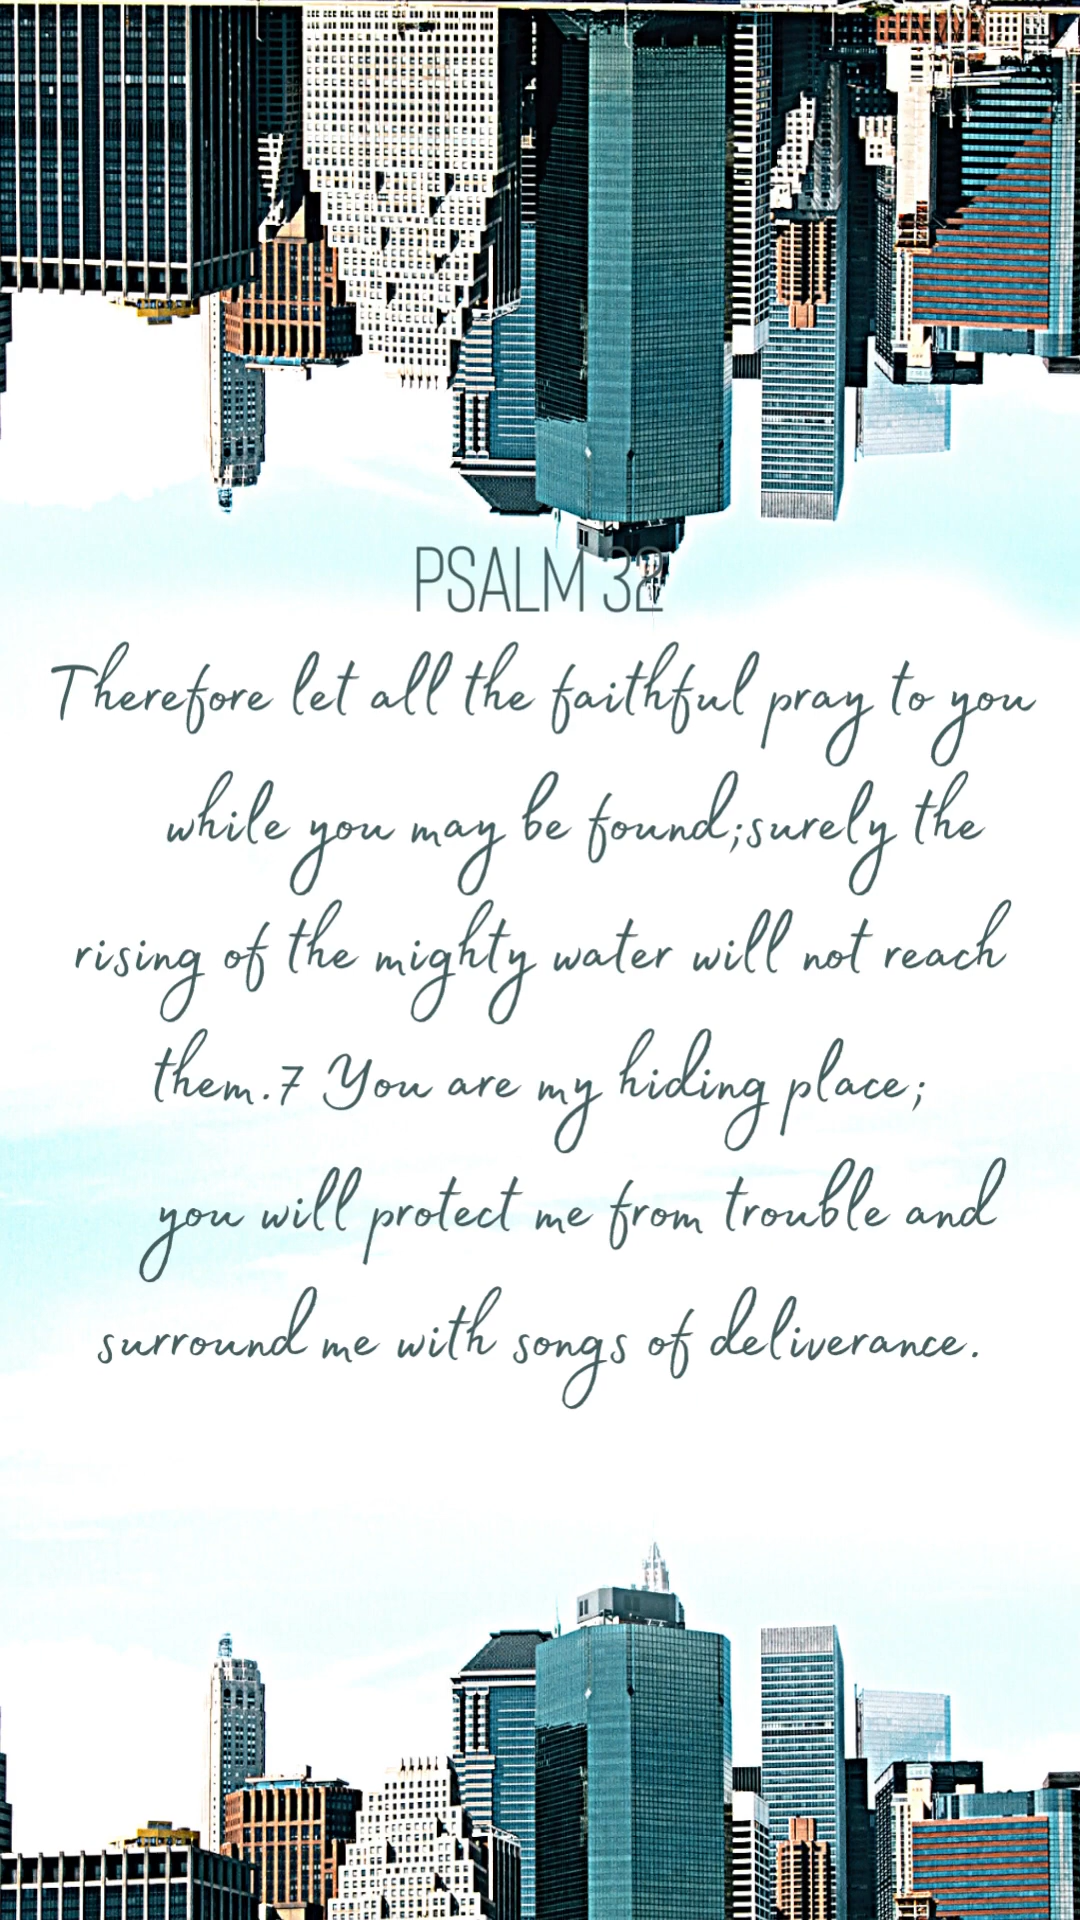 PSALM 32
Therefore let all the faithful pray to you
while you may be found;surely the
rising of the mighty water will not reach
them.7 You are my hiding place;
you will protect me from trouble and
surround me with songs of deliverance.